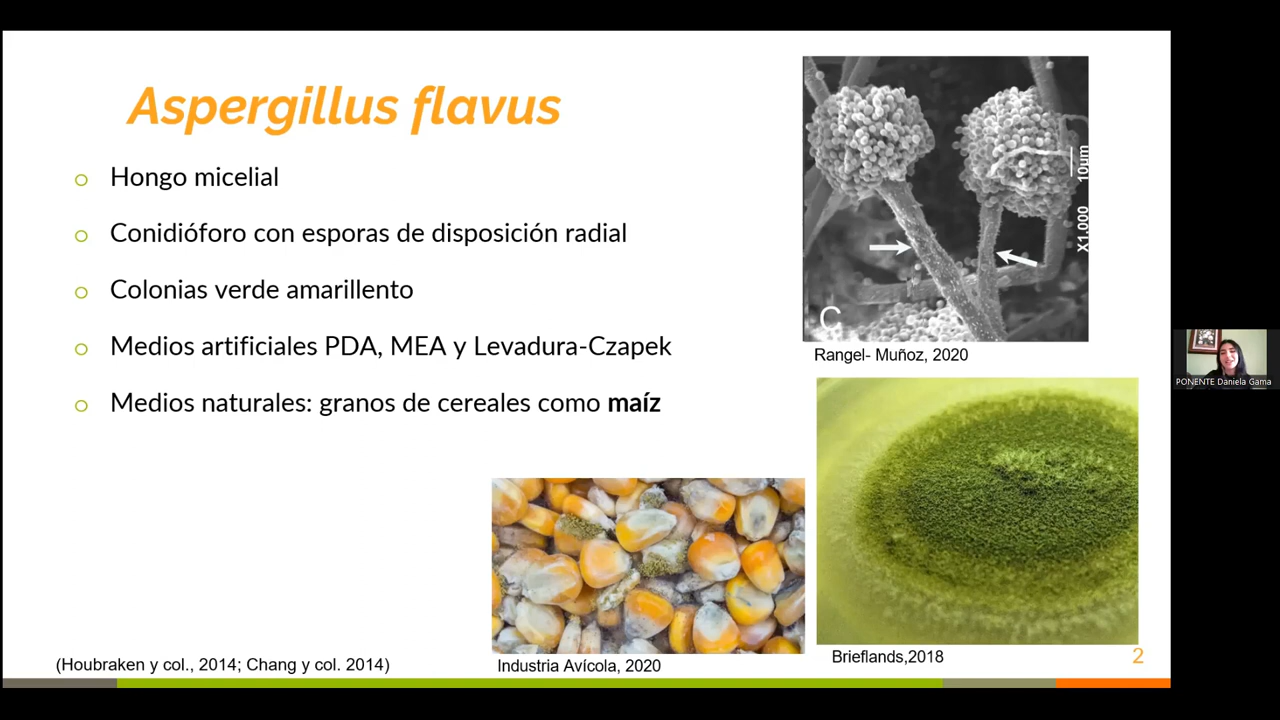 Aspergillus flavus
Hongo micelial
Conidióforo con esporas de disposición radial
Colonias verde amarillento
Medios artificiales PDA, MEA y Levadura-Czapek
Medios naturales: granos de cereales como maíz
(Houbraken y col., 2014; Chang y col. 2014)
C
X1.000 10µm
Rangel- Muñoz, 2020
Industria Avícola, 2020
Brieflands,2018
2
PONENTE Daniela Gama